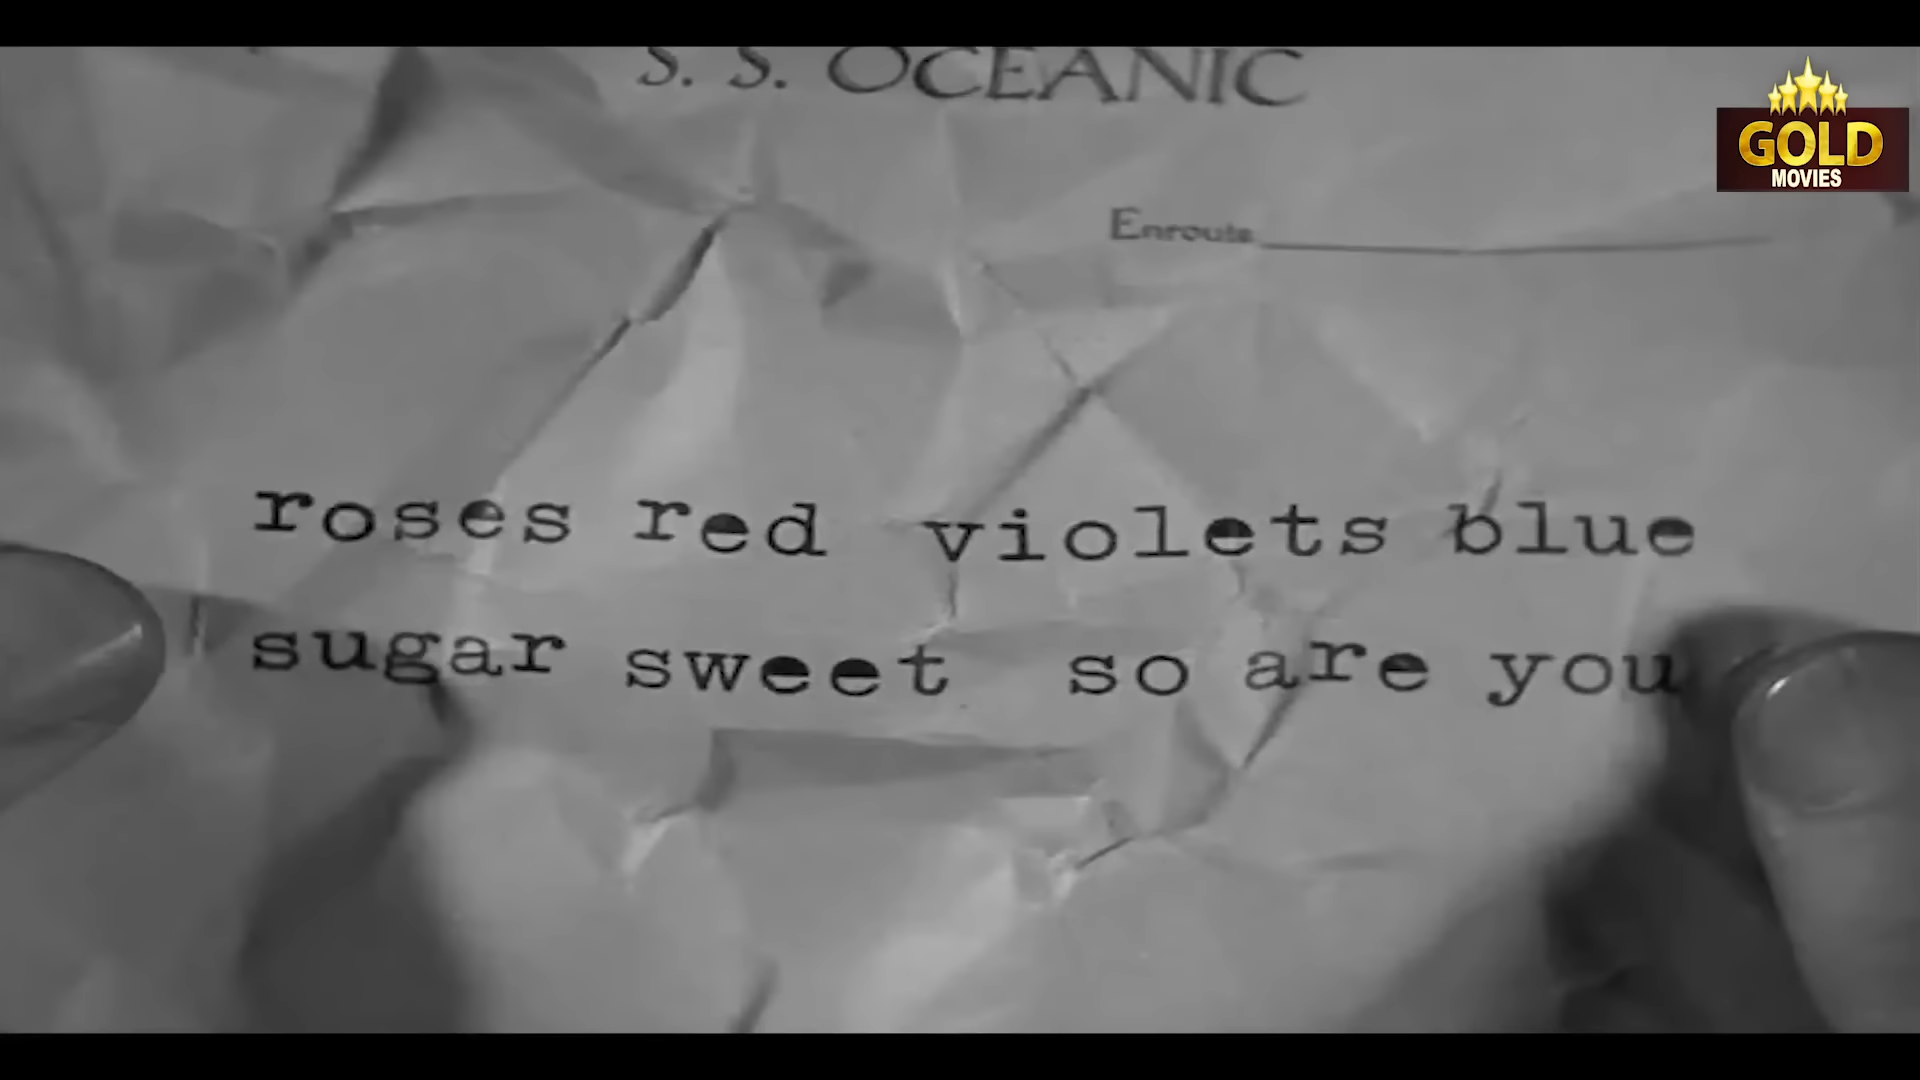 S. S. OCEANIC
GOLD
MOVIES
Enroute
roses red violets blue
sugar sweet so are you